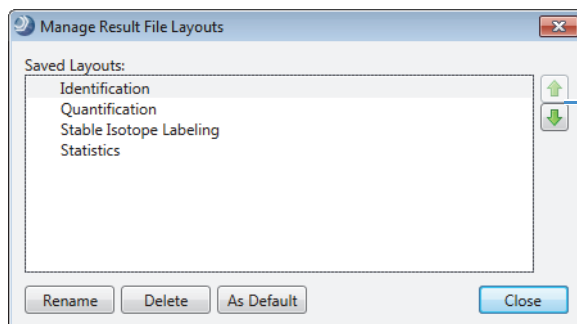 Manage Result File Layouts
Saved Layouts:
Identification
Quantification
Stable Isotope Labeling
Statistics
Rename Delete As Default Close